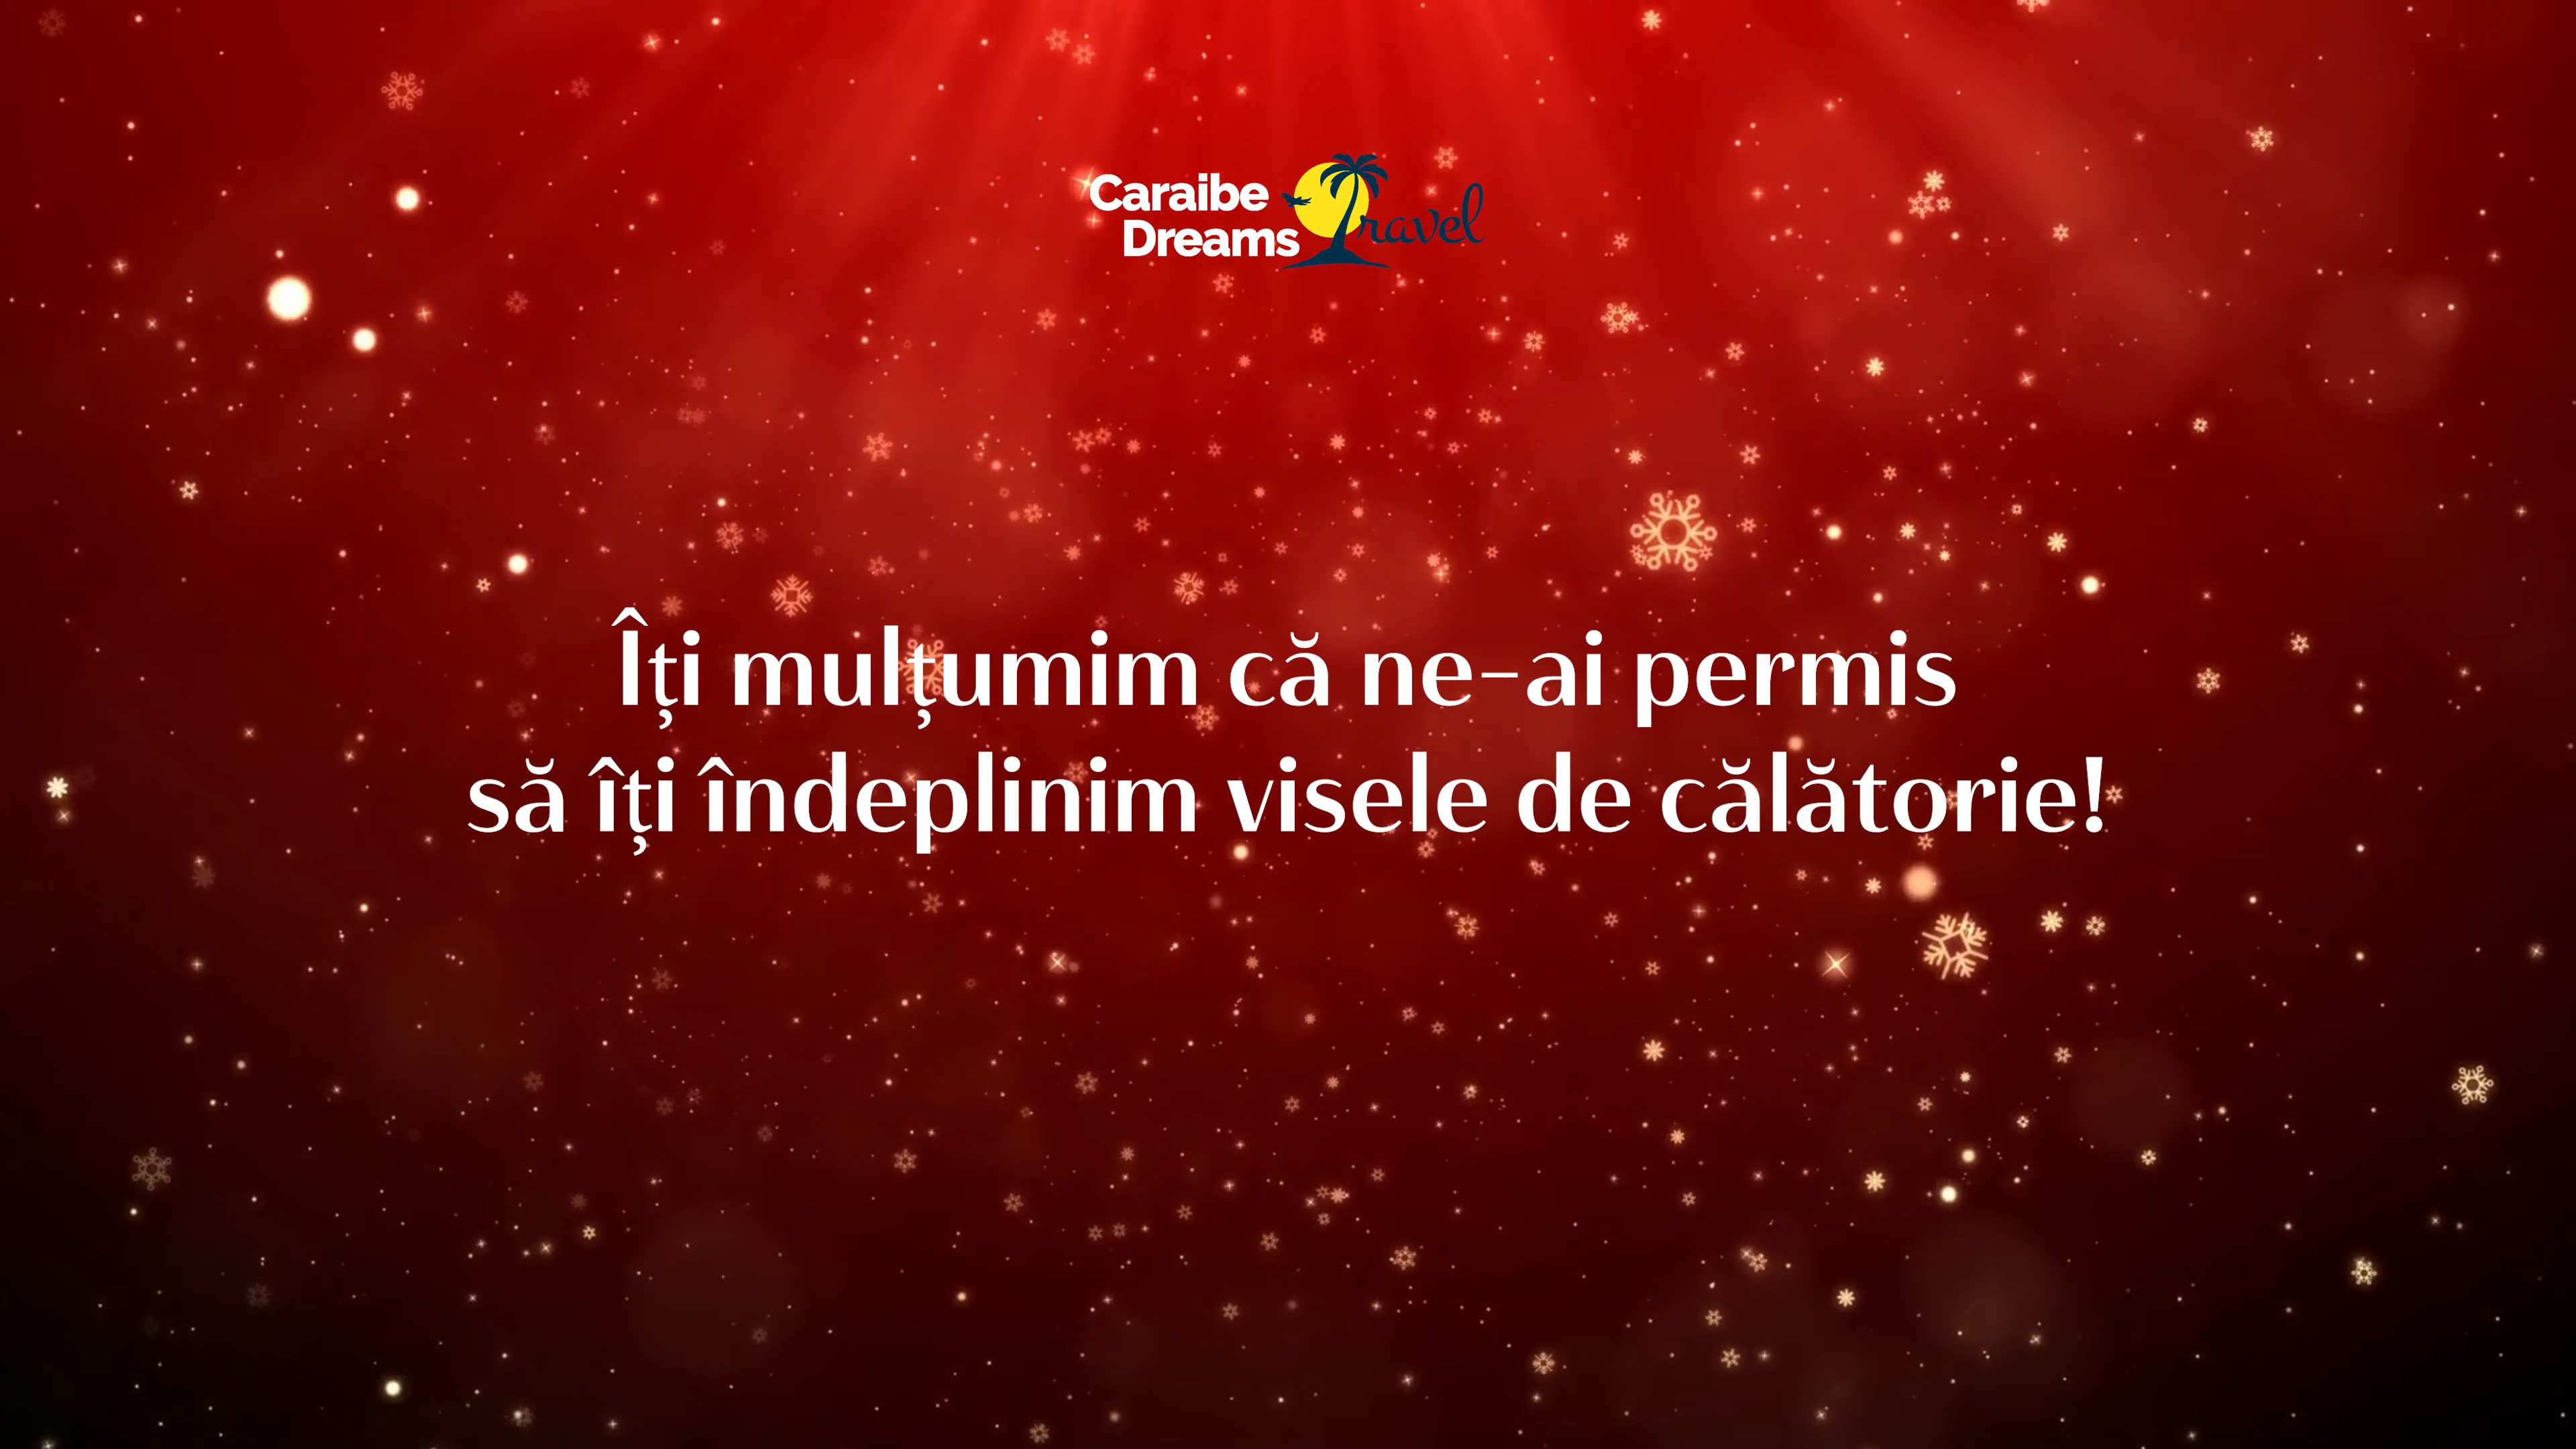 Caraibe
Dreams Travel
Îți mulțumim că ne-ai permis
să îți îndeplinim visele de călătorie!